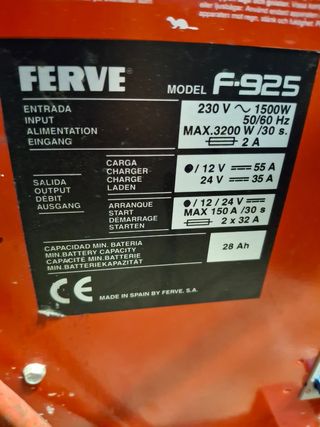 FERVE®
MODEL F-925
ENTRADA
INPUT
ALIMENTATION
EINGANG
230 V ~ 1500W
50/60 Hz
MAX.3200 W /30 s.
2 A
SALIDA
OUTPUT
DÉBIT
AUSGANG
CARGA
CHARGER
CHARGE
LADEN
/12 V 55 A
24 V 35 A
ARRANQUE
START
DÉMARRAGE
STARTEN
/ 12 / 24 V
MAX 150 A /30 s
2 x 32 A
CAPACIDAD MIN. BATERIA
MIN.BATTERY CAPACITY
CAPACITÉ MIN. BATTERIE
MIN.BATTERIEKAPAZITÄT
28 Ah
CE
MADE IN SPAIN BY FERVE, S.A.